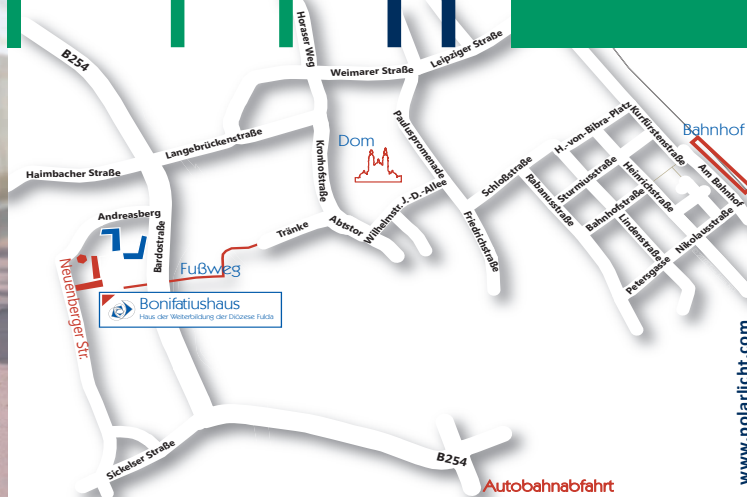 B254
Horaser Weg
Leipziger Straße
Weimarer Straße
Langebrückenstraße
Haimbacher Straße
Kronhofstraße
Dom
Pauluspromenade
Schloßstraße
H.-von-Bibra-Platz
Kurfürstenstraße
Bahnhof
Am Bahnhof
Rabanusstraße
Sturmiusstraße
Heinrichstraße
Bahnhofstraße
Lindenstraße
Nikolausstraße
Petersgasse
Andreasberg
Bardostraße
Tränke
Abtstor
Wilhelmstr.
J.-D.-Allee
Friedrichstraße
Fußweg
Neuenberger Str.
Bonifatiushaus
Haus der Weiterbildung der Diözese Fulda
Sickelser Straße
B254
Autobahnabfahrt
www.polarlicht.com